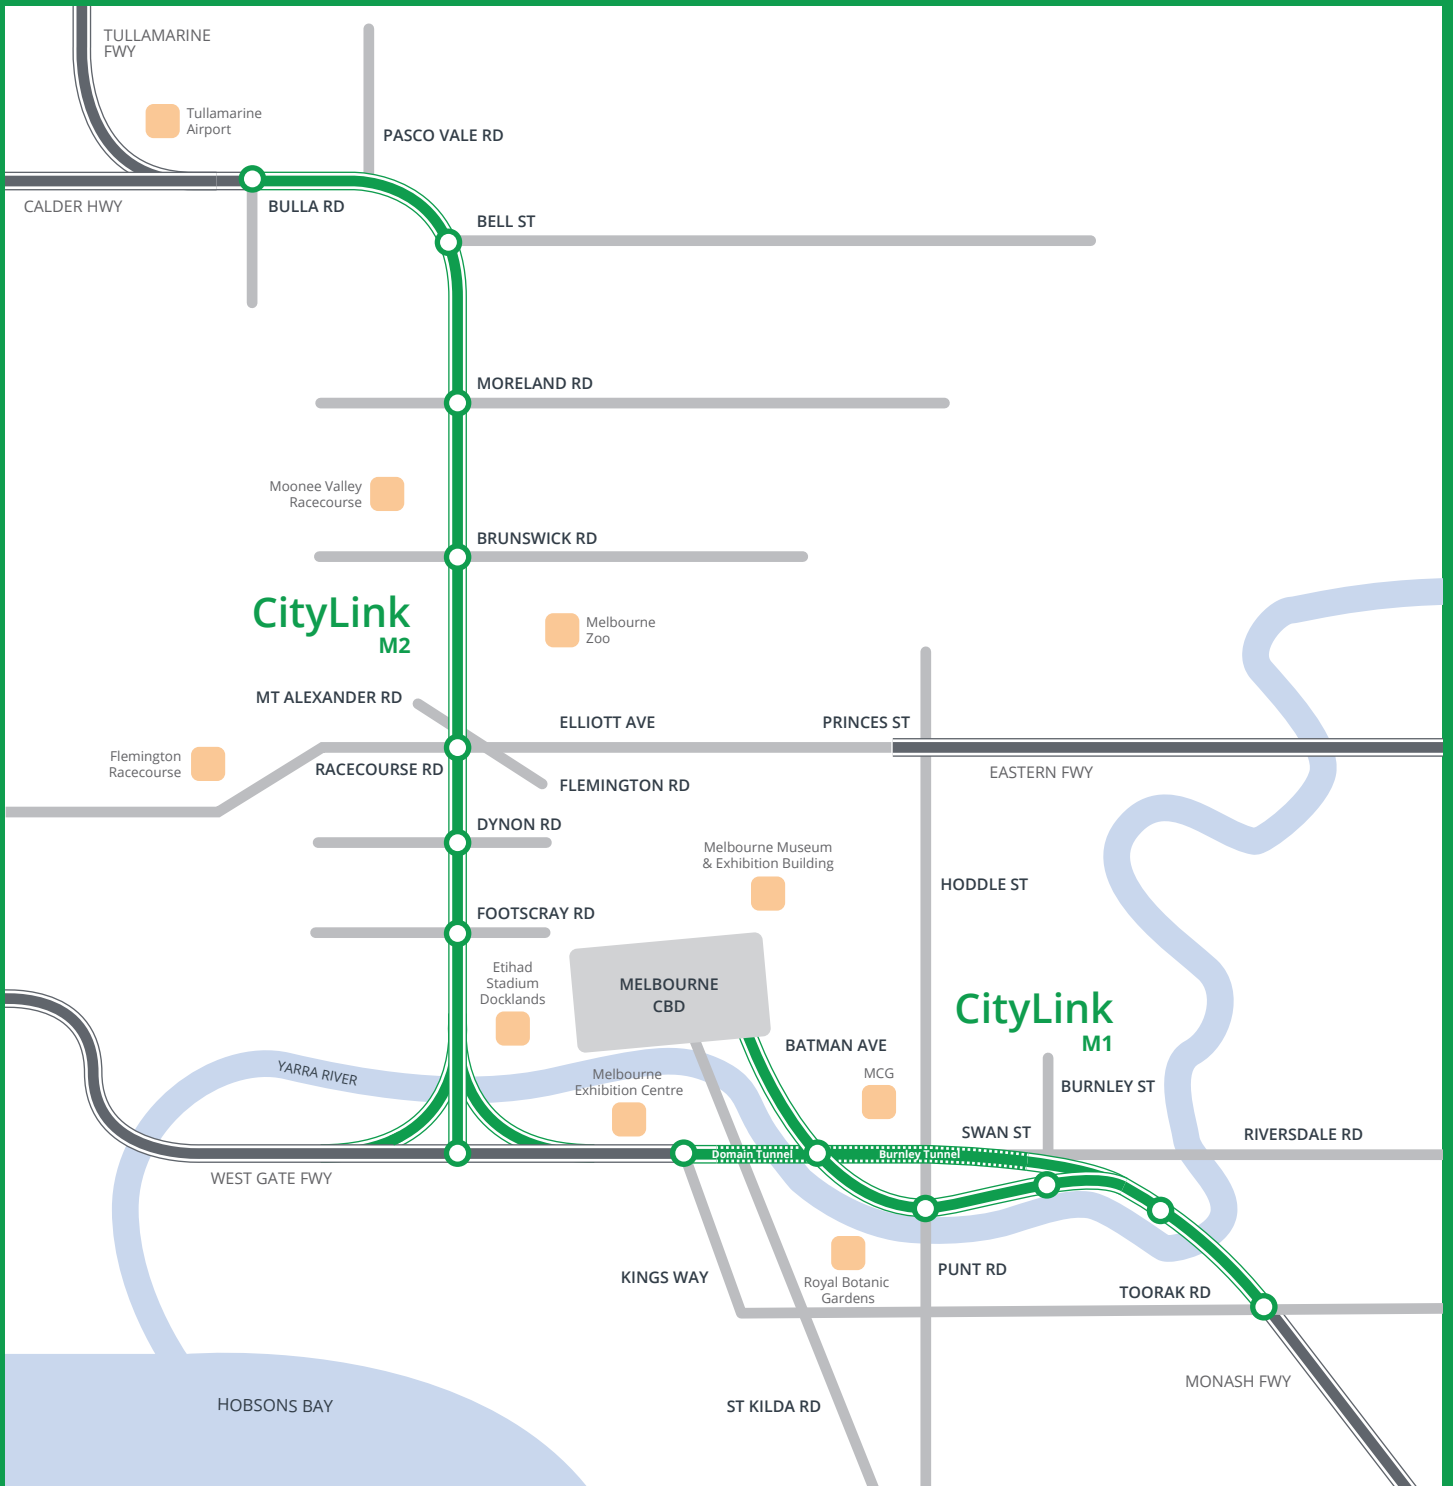 TULLAMARINE
FWY
Tullamarine
Airport
PASCO VALE RD
CALDER HWY
BULLA RD
BELL ST
MORELAND RD
Moonee Valley
Racecourse
BRUNSWICK RD
CityLink
M2
Melbourne
Zoo
MT ALEXANDER RD
ELLIOTT AVE
PRINCES ST
Flemington
Racecourse
RACECOURSE RD
EASTERN FWY
FLEMINGTON RD
DYNON RD
Melbourne Museum
& Exhibition Building
HODDLE ST
FOOTSCRAY RD
Etihad
Stadium
Docklands
MELBOURNE
CBD
CityLink
M1
BATMAN AVE
YARRA RIVER
Melbourne
Exhibition Centre
MCG
BURNLEY ST
SWAN ST
RIVERSDALE RD
Domain Tunnel
Burnley Tunnel
WEST GATE FWY
KINGS WAY
Royal Botanic
Gardens
PUNT RD
TOORAK RD
MONASH FWY
HOBSONS BAY
ST KILDA RD